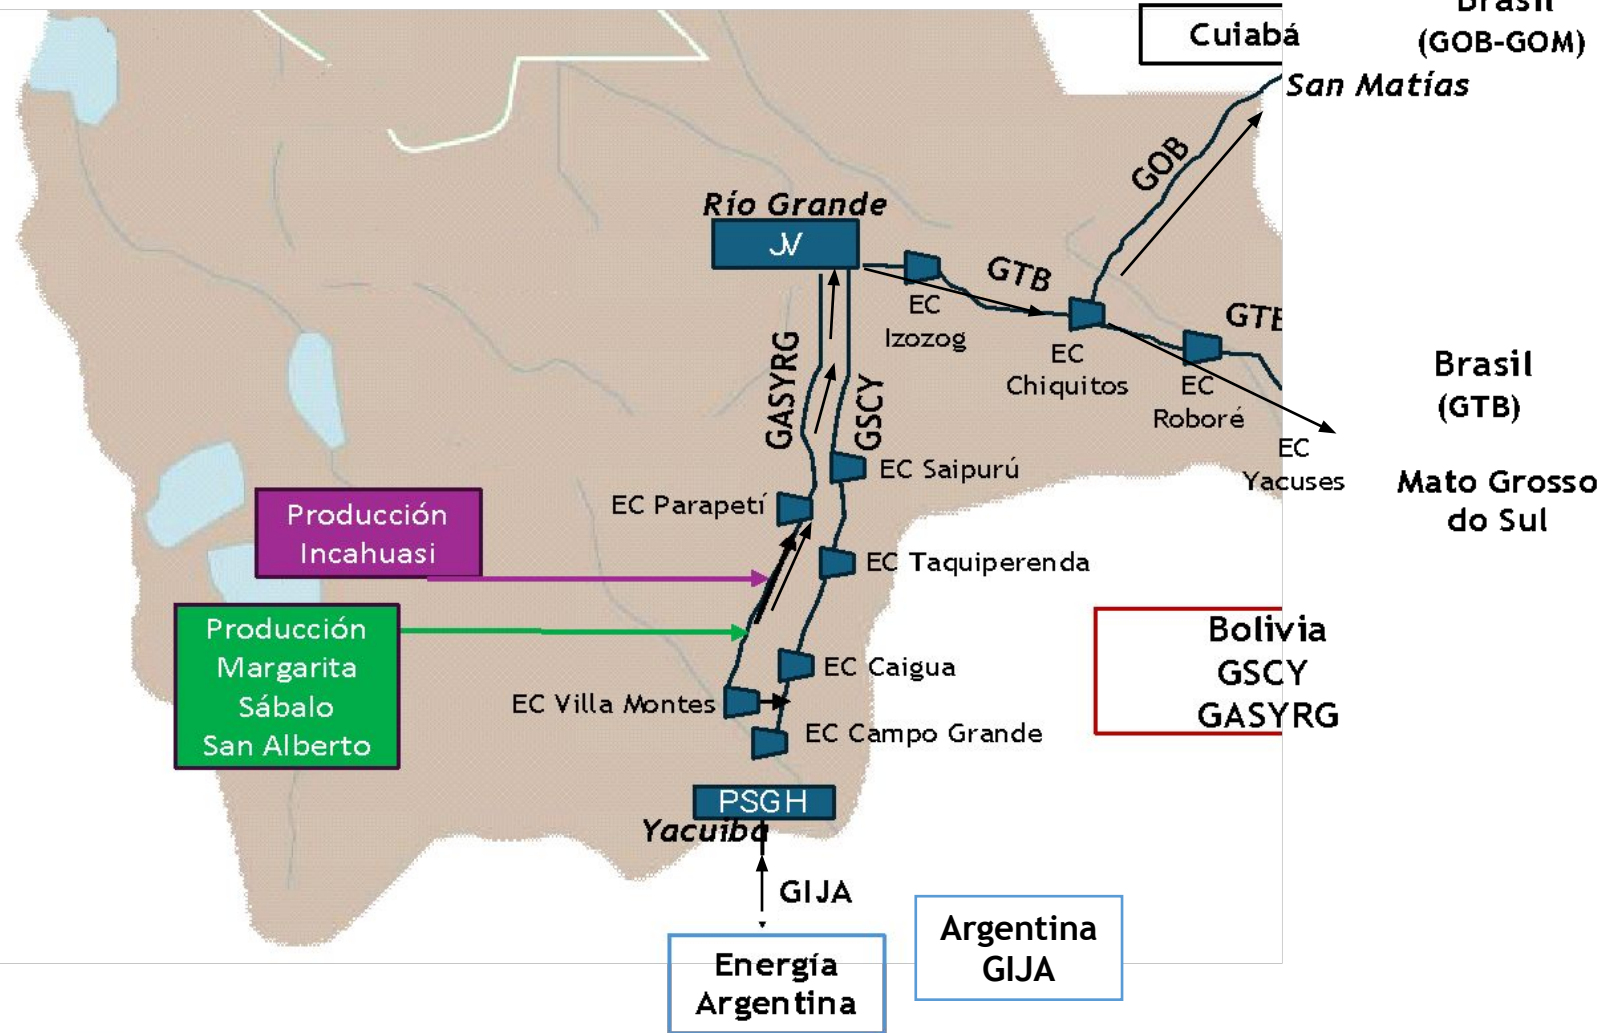 Brasil
(GOB-GOM)
Cuiabá
San Matías
GOB
Río Grande
JV
GTB
EC
Izozog
EC
Chiquitos
GTB
EC
Roboré
EC
Yacuses
Brasil
(GTB)
Mato Grosso
do Sul
GASYRG
GSCY
EC Saipurú
EC Parapetí
EC Taquiperenda
Producción
Incahuasi
Producción
Margarita
Sábalo
San Alberto
EC Caigua
EC Villa Montes
EC Campo Grande
Bolivia
GSCY
GASYRG
PSGH
Yacuiba
GIJA
Energía
Argentina
Argentina
GIJA